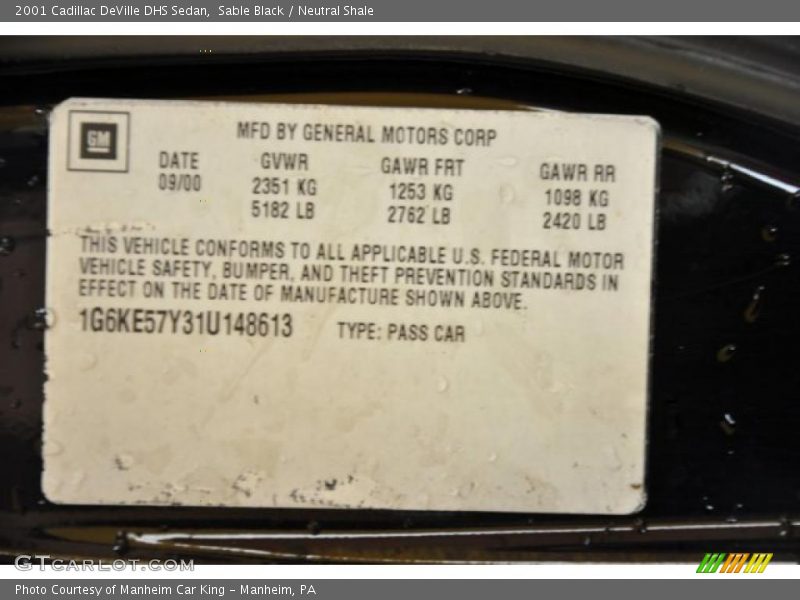 2001 Cadillac DeVille DHS Sedan,  Sable Black / Neutral Shale
GM
MFD BY GENERAL MOTORS CORP
DATE GVWR GAWR FRT GAWR RR
09/00 2351 KG 1253 KG 1098 KG
5182 LB 2762 LB 2420 LB
THIS VEHICLE CONFORMS TO ALL APPLICABLE U.S. FEDERAL MOTOR
VEHICLE SAFETY, BUMPER, AND THEFT PREVENTION STANDARDS IN
EFFECT ON THE DATE OF MANUFACTURE SHOWN ABOVE.
1G6KE57Y31U148613 TYPE: PASS CAR
GTCARLOT.COM
Photo Courtesy of Manheim Car King - Manheim, PA